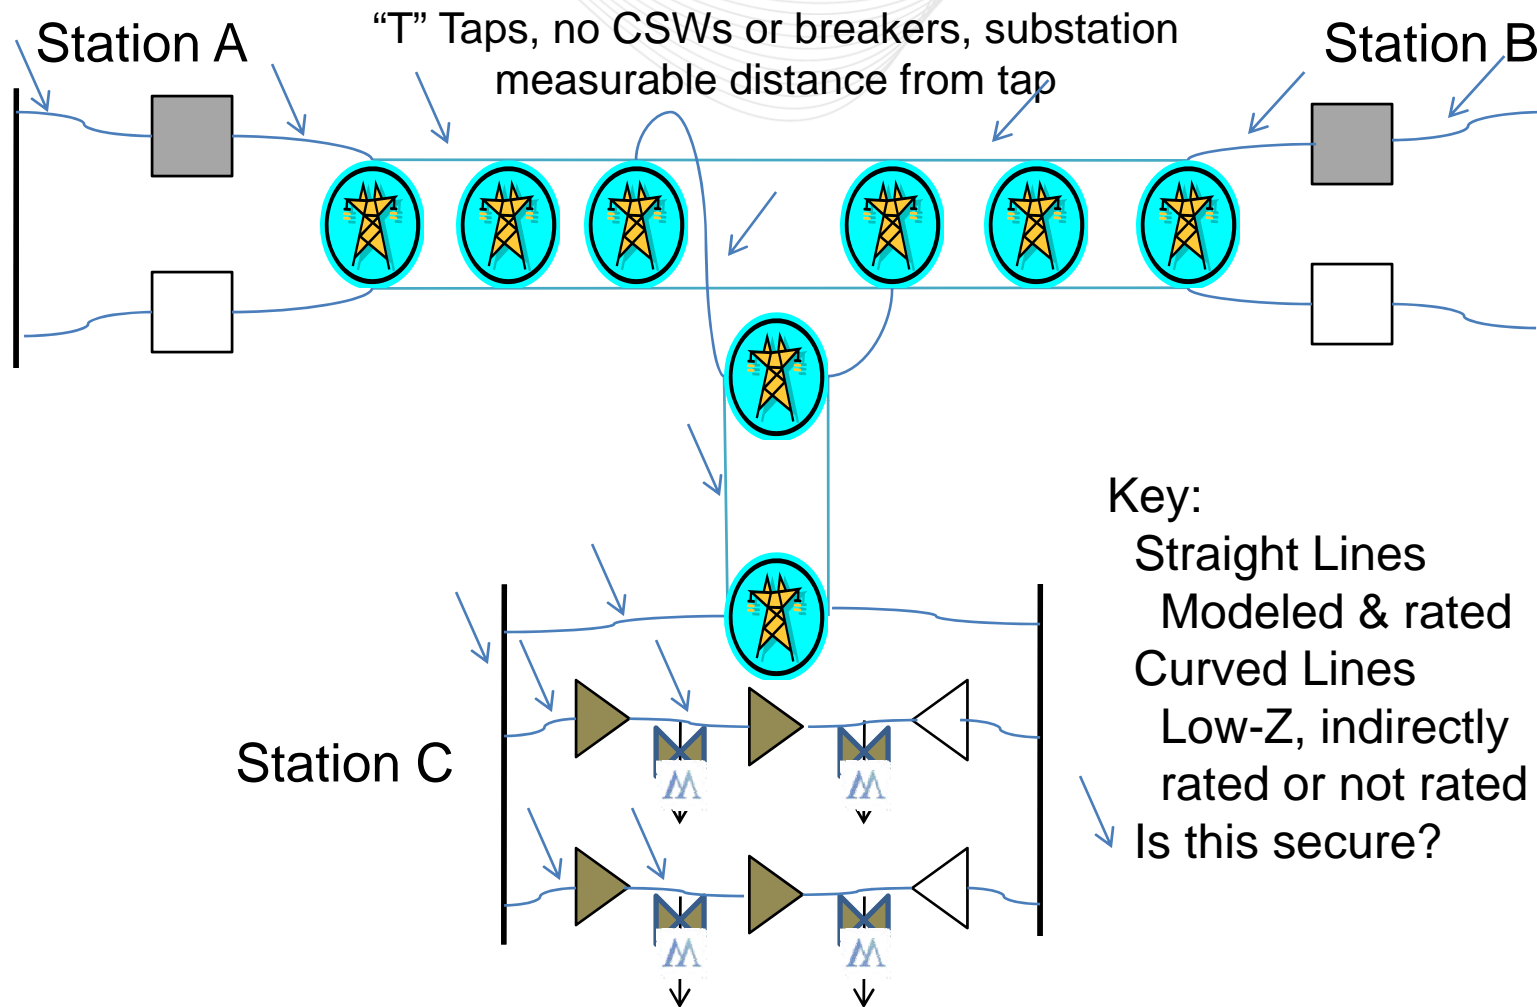 Station A
“T” Taps, no CSWs or breakers, substation
measurable distance from tap
Station B
Key:
Straight Lines
Modeled & rated
Curved Lines
Low-Z, indirectly
rated or not rated
Is this secure?
Station C